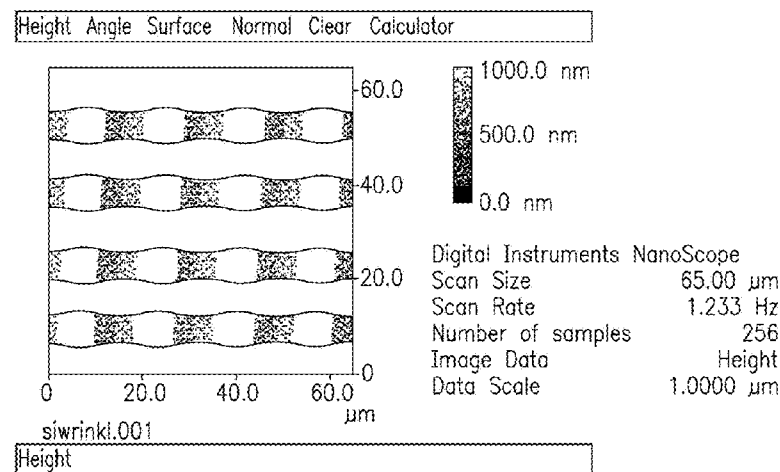 Height Angle Surface Normal Clear Calculator
60.0
40.0
20.0
0
0 20.0 40.0 60.0
µm
siwrinkl.001
1000.0 nm
500.0 nm
0.0 nm
Digital Instruments NanoScope
Scan Size 65.00 µm
Scan Rate 1.233 Hz
Number of samples 256
Image Data Height
Data Scale 1.0000 µm
Height